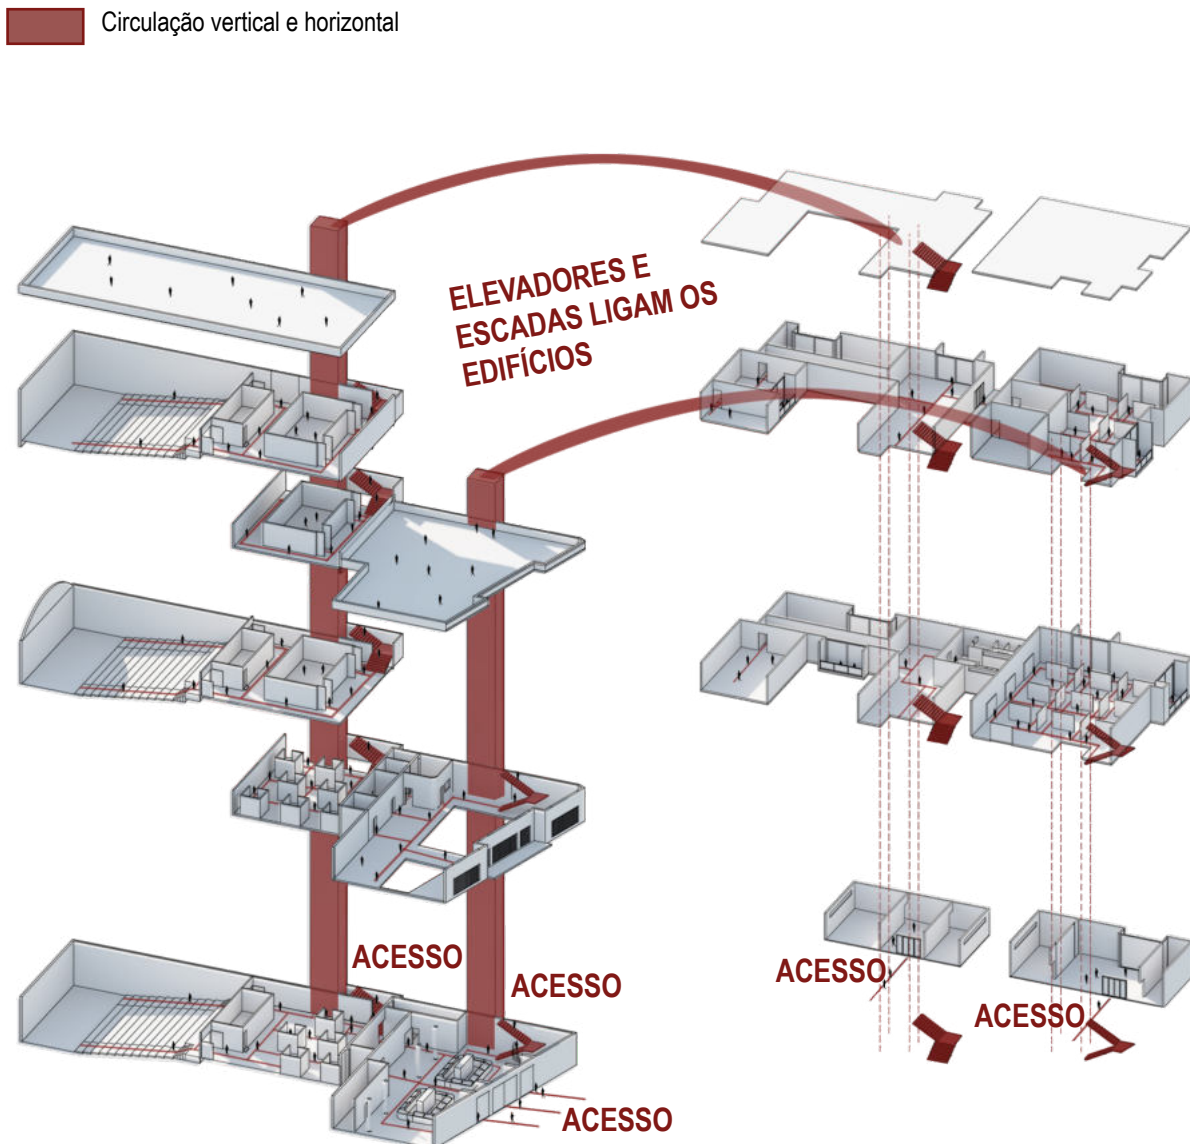 Circulação vertical e horizontal
ELEVADORES E
ESCADAS LIGAM OS
EDIFÍCIOS
ACESSO
ACESSO
ACESSO
ACESSO
ACESSO